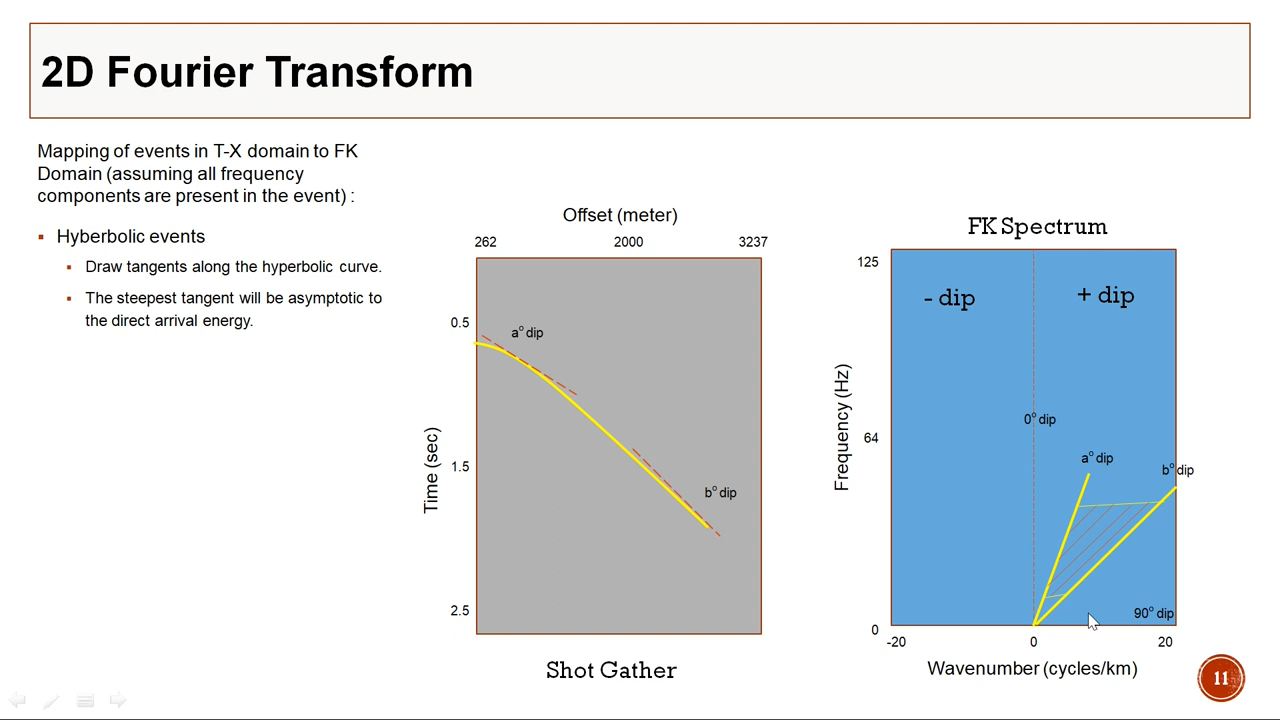 2D Fourier Transform
Mapping of events in T-X domain to FK
Domain (assuming all frequency
components are present in the event) :
Hyberbolic events
Draw tangents along the hyperbolic curve.
The steepest tangent will be asymptotic to
the direct arrival energy.
Offset (meter)
262 2000 3237
Time (sec)
0.5
1.5
2.5
a° dip
b° dip
Shot Gather
FK Spectrum
Frequency (Hz)
125
64
0
- dip + dip
0° dip
a° dip
b° dip
90° dip
-20 0 20
Wavenumber (cycles/km)
11